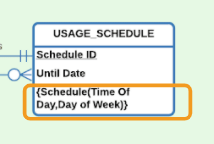 USAGE_SCHEDULE
Schedule ID
Until Date
{Schedule(Time Of
Day,Day of Week)}